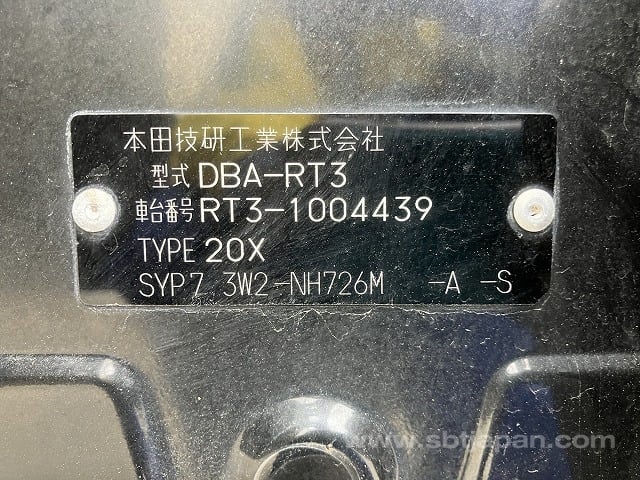 本田技研工業株式会社
型式 DBA-RT3
車台番号 RT3-1004439
TYPE 20X
SYP7 3W2-NH726M -A -S
www.sbtjapan.com